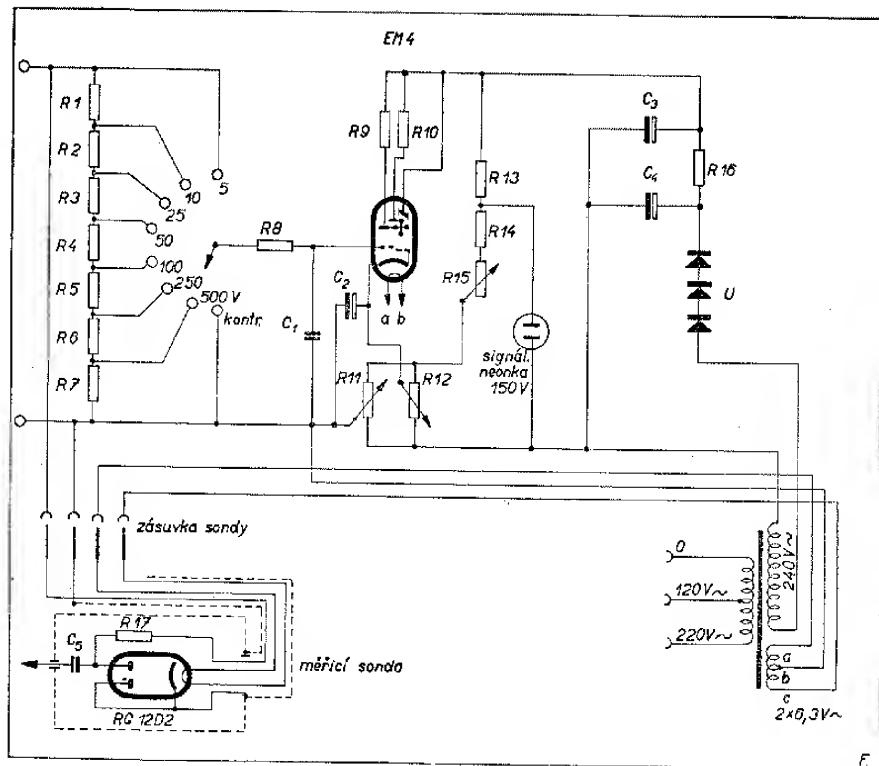 EM4
R1
R2
R3
R4
R5
R6
R7
5
10
25
50
100
250
500 V
kontr.
R8
C1
C2
R9
R10
a b
R11
R12
R13
R14
R15
signál.
neonka
150V
C3
C4
R16
U
zásuvka sondy
0
120V~
220V~
240V~
a
b
c
2×6,3V~
C5
R17
RG 12D2
měřicí sonda
F